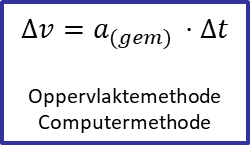 Δv = a(gem) · Δt
Oppervlaktemethode
Computermethode